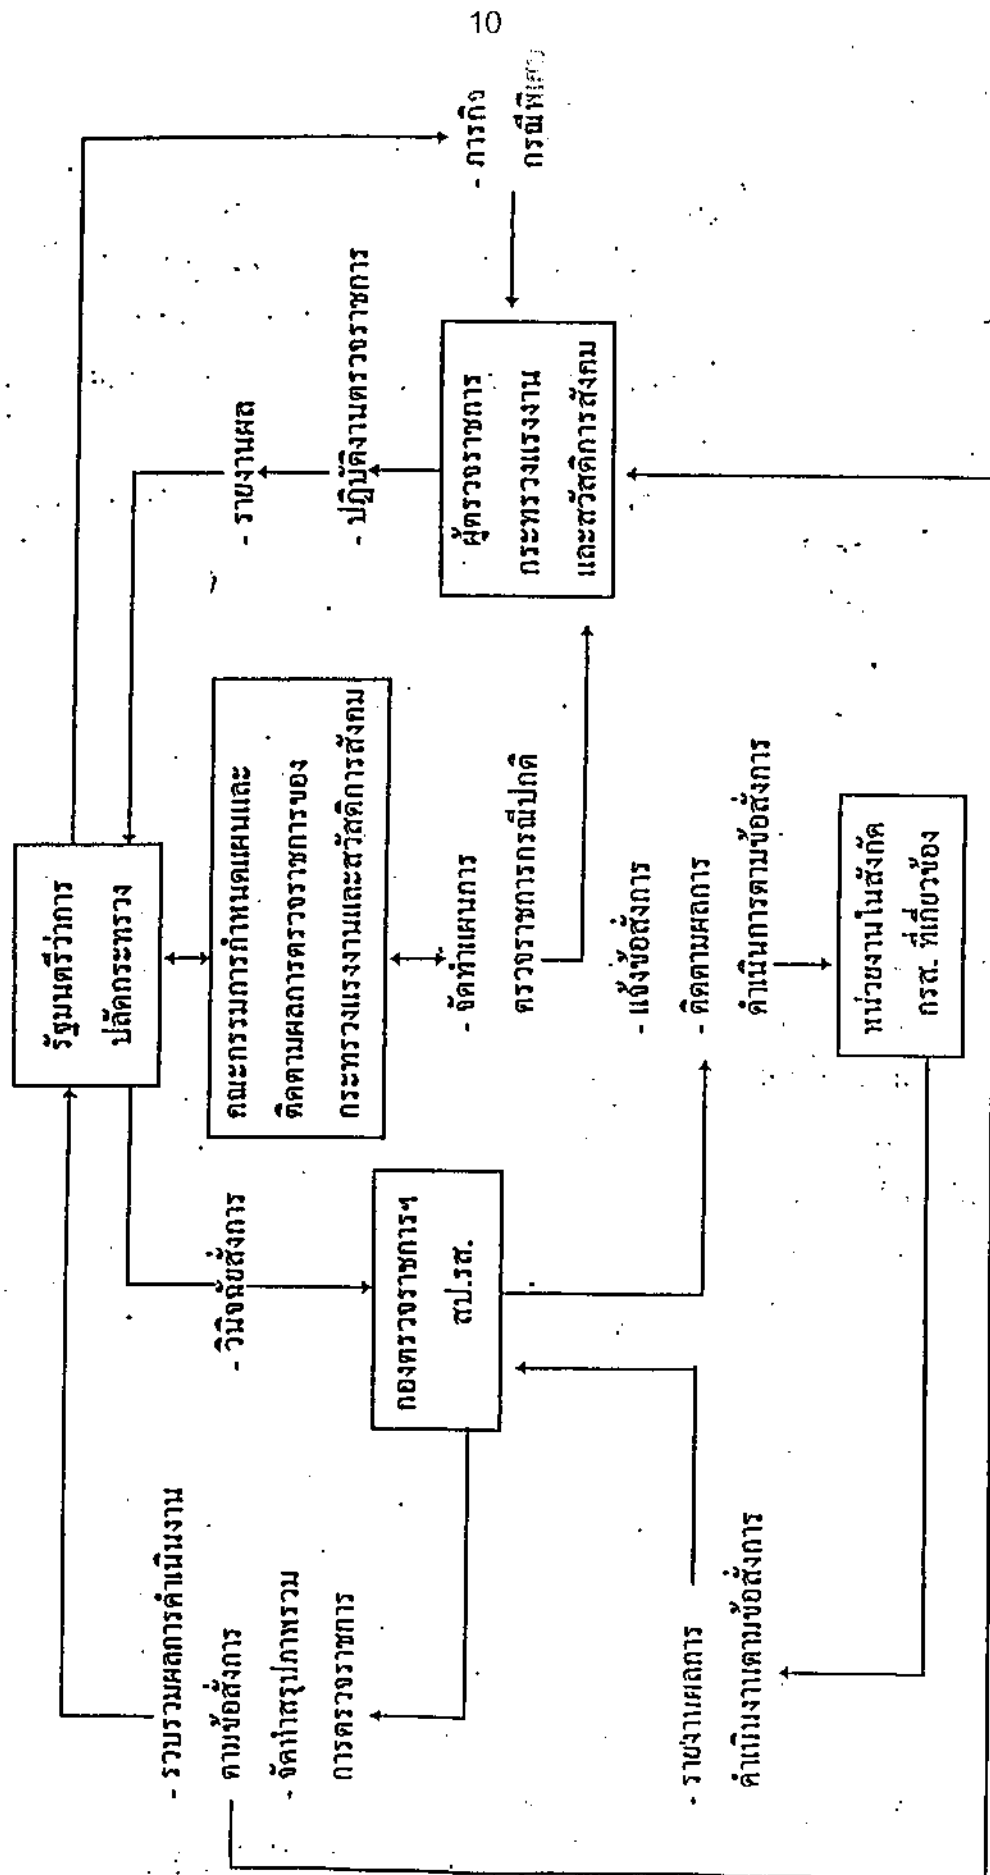 10
รัฐมนตรีว่าการ
ปลัดกระทรวง
- รวบรวมผลการดำเนินงาน
ตามข้อสั่งการ
- จัดทำสรุปภาพรวม
การตรวจราชการ
- วินิจฉัยสั่งการ
คณะกรรมการกำหนดแผนและ
ติดตามผลการตรวจราชการของ
กระทรวงแรงงานและสวัสดิการสังคม
- รายงานผล
- ปฏิบัติงานตรวจราชการ
- ภารกิจ
กรณีพิเศษ
กองตรวจราชการฯ
สป.รส.
- จัดทำแผนการ
ตรวจราชการกรณีปกติ
ผู้ตรวจราชการ
กระทรวงแรงงาน
และสวัสดิการสังคม
- แจ้งข้อสั่งการ
- ติดตามผลการ
ดำเนินการตามข้อสั่งการ
- รายงานผลการ
ดำเนินงานตามข้อสั่งการ
หน่วยงานในสังกัด
กรส. ที่เกี่ยวข้อง